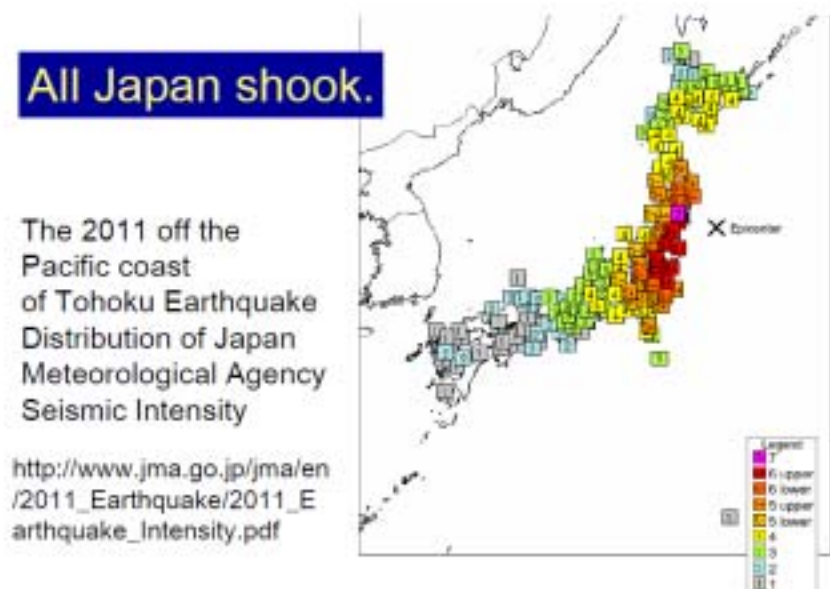 All Japan shook.
The 2011 off the
Pacific coast
of Tohoku Earthquake
Distribution of Japan
Meteorological Agency
Seismic Intensity
http://www.jma.go.jp/jma/en
/2011_Earthquake/2011_E
arthquake_Intensity.pdf
Epicenter
Legend
7
6 upper
6 lower
5 upper
5 lower
4
3
2
1